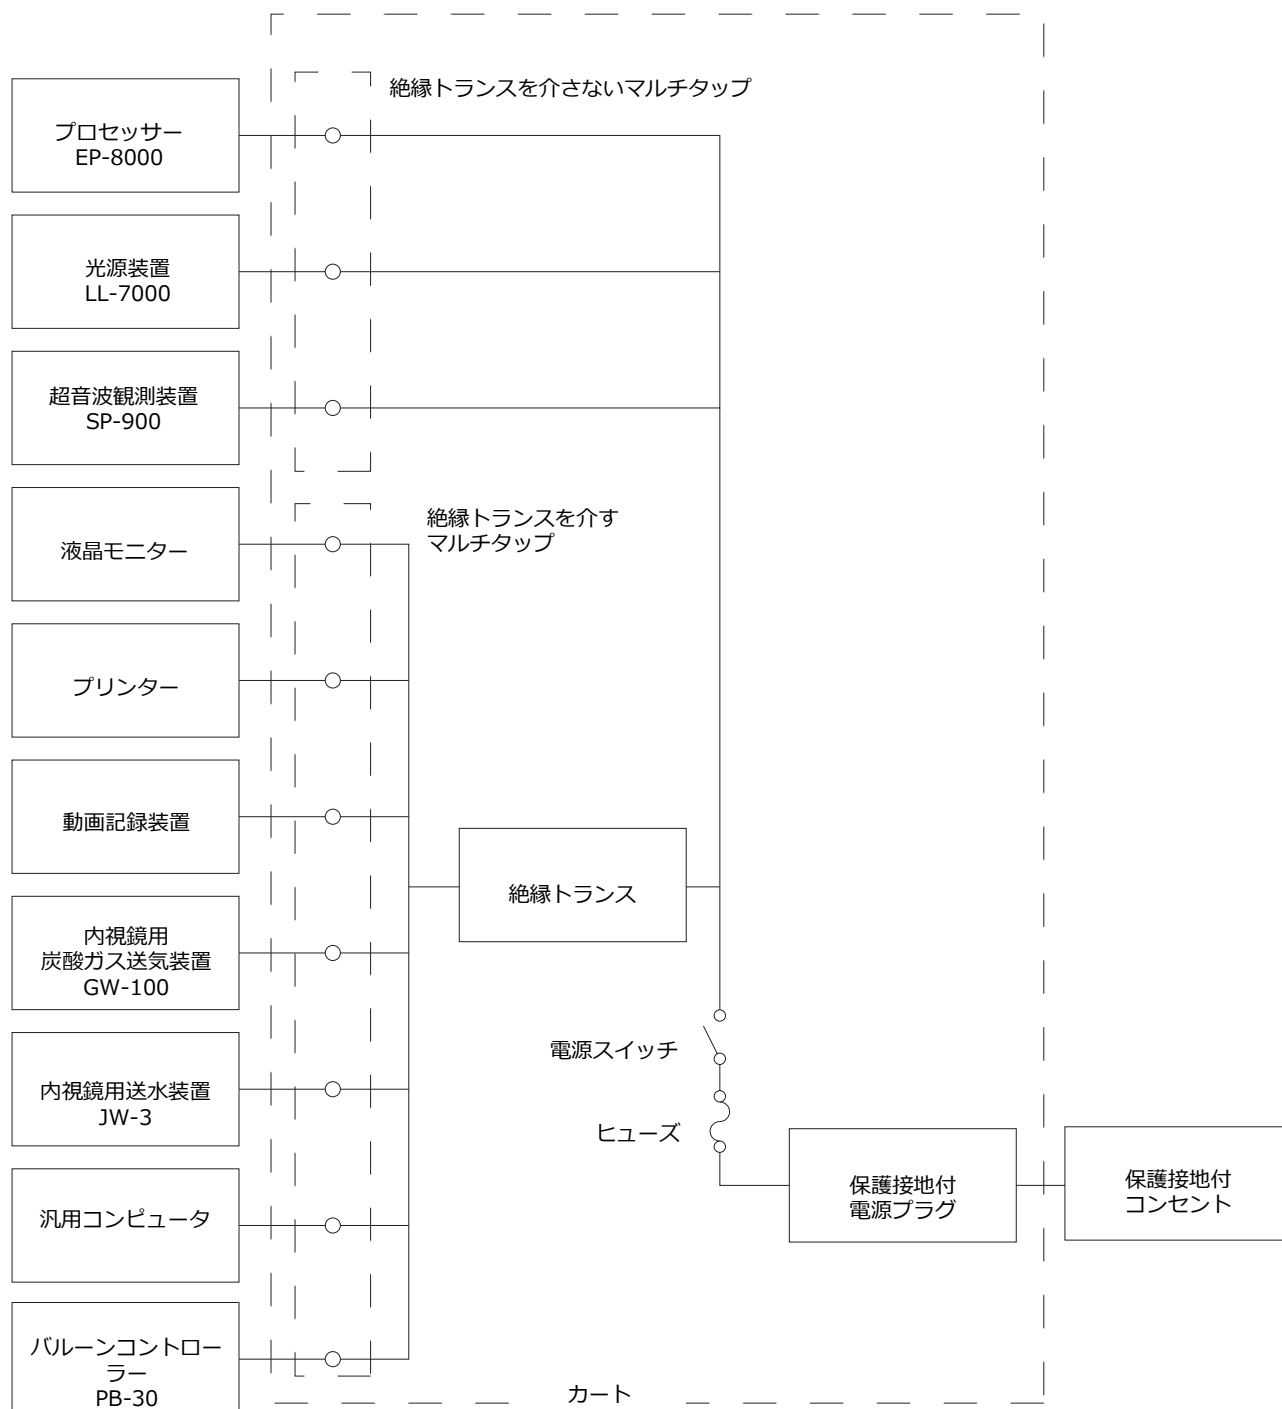 絶縁トランスを介さないマルチタップ
プロセッサー
EP-8000
光源装置
LL-7000
超音波観測装置
SP-900
絶縁トランスを介す
マルチタップ
液晶モニター
プリンター
動画記録装置
絶縁トランス
内視鏡用
炭酸ガス送気装置
GW-100
電源スイッチ
内視鏡用送水装置
JW-3
ヒューズ
保護接地付
電源プラグ
保護接地付
コンセント
汎用コンピュータ
バルーンコントロー
ラー
PB-30
カート